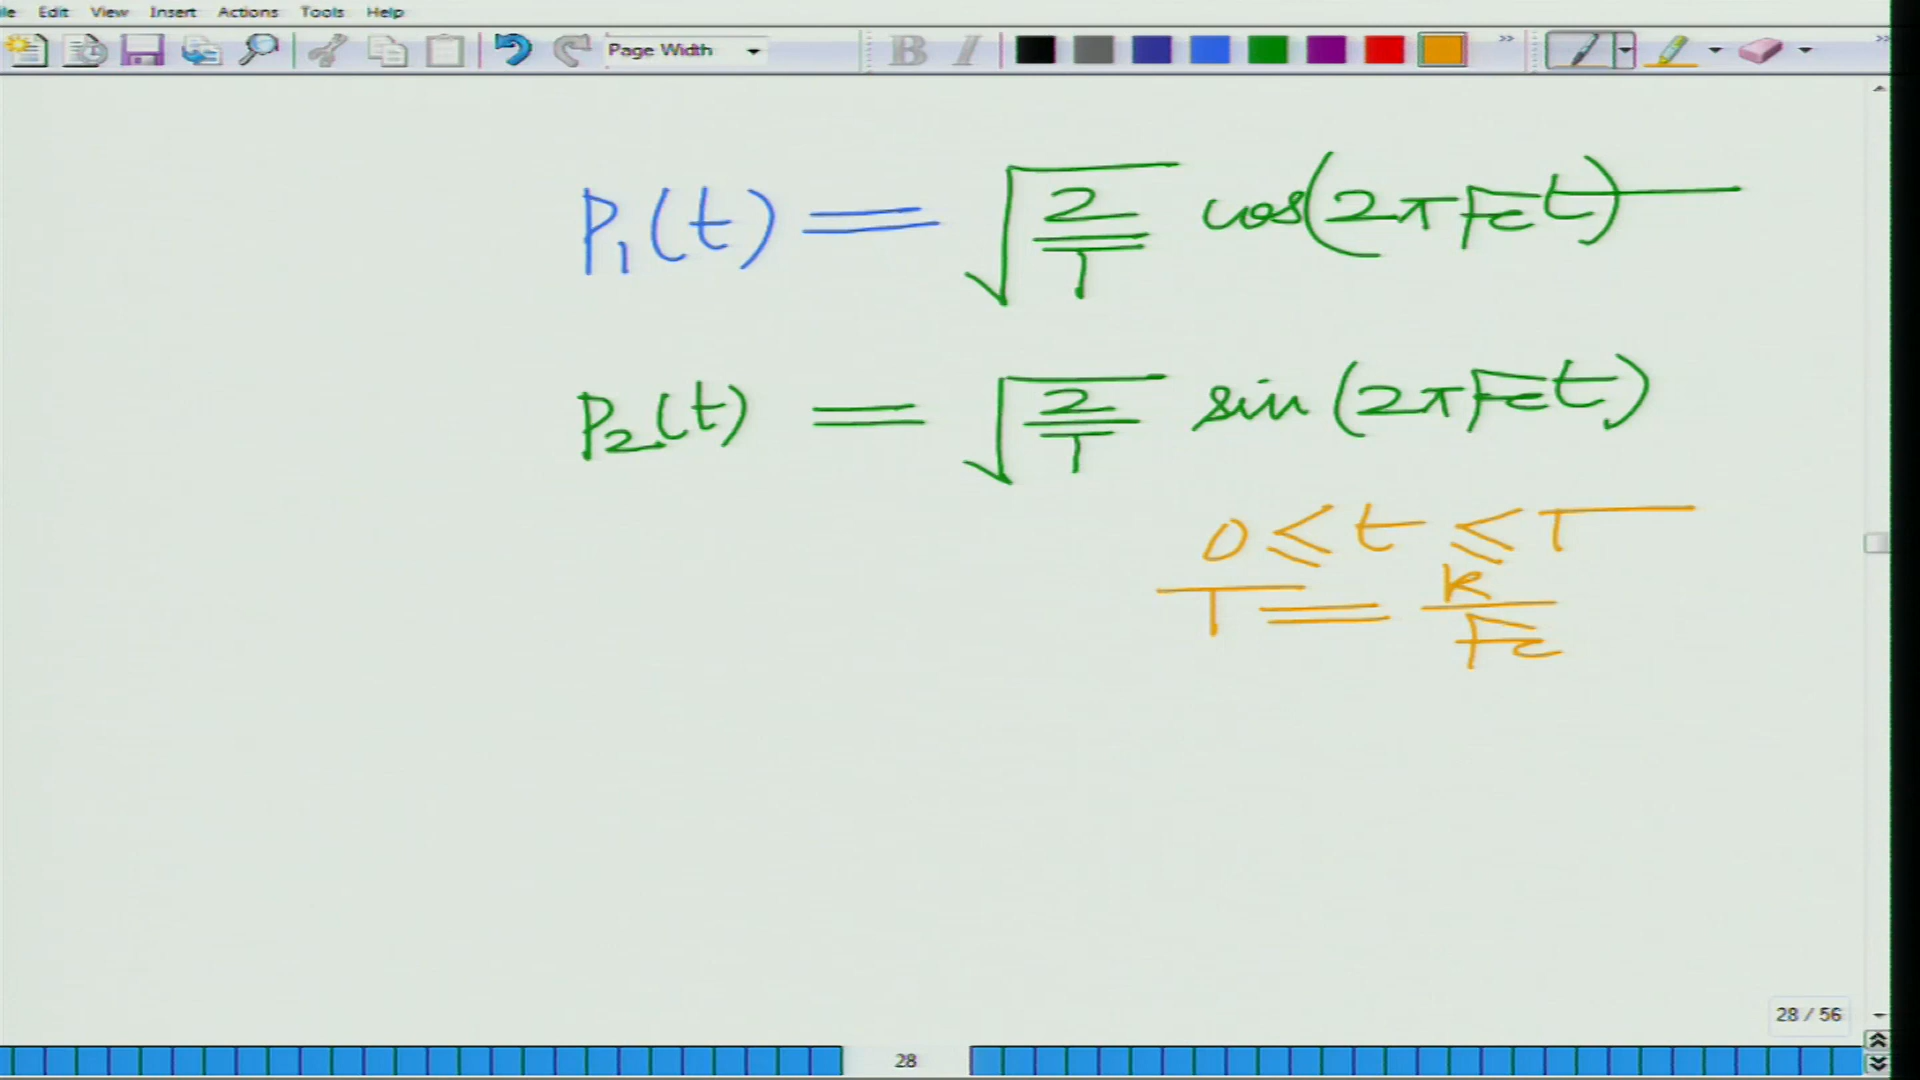 le Edit View Insert Actions Tools Help
Page Width B I
P₁(t) = √(2/T) cos(2πFct)
P₂(t) = √(2/T) sin(2πFct)
0 ≤ t ≤ T
T = k/Fc
28 / 56
28